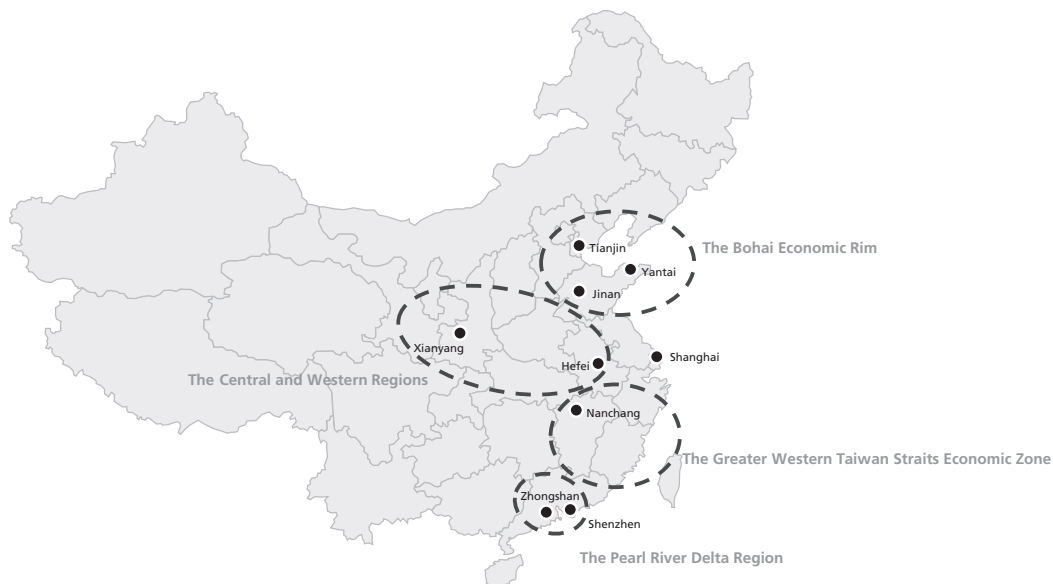 Tianjin
The Bohai Economic Rim
Yantai
Jinan
Xianyang
Shanghai
Hefei
The Central and Western Regions
Nanchang
The Greater Western Taiwan Straits Economic Zone
Zhongshan
Shenzhen
The Pearl River Delta Region